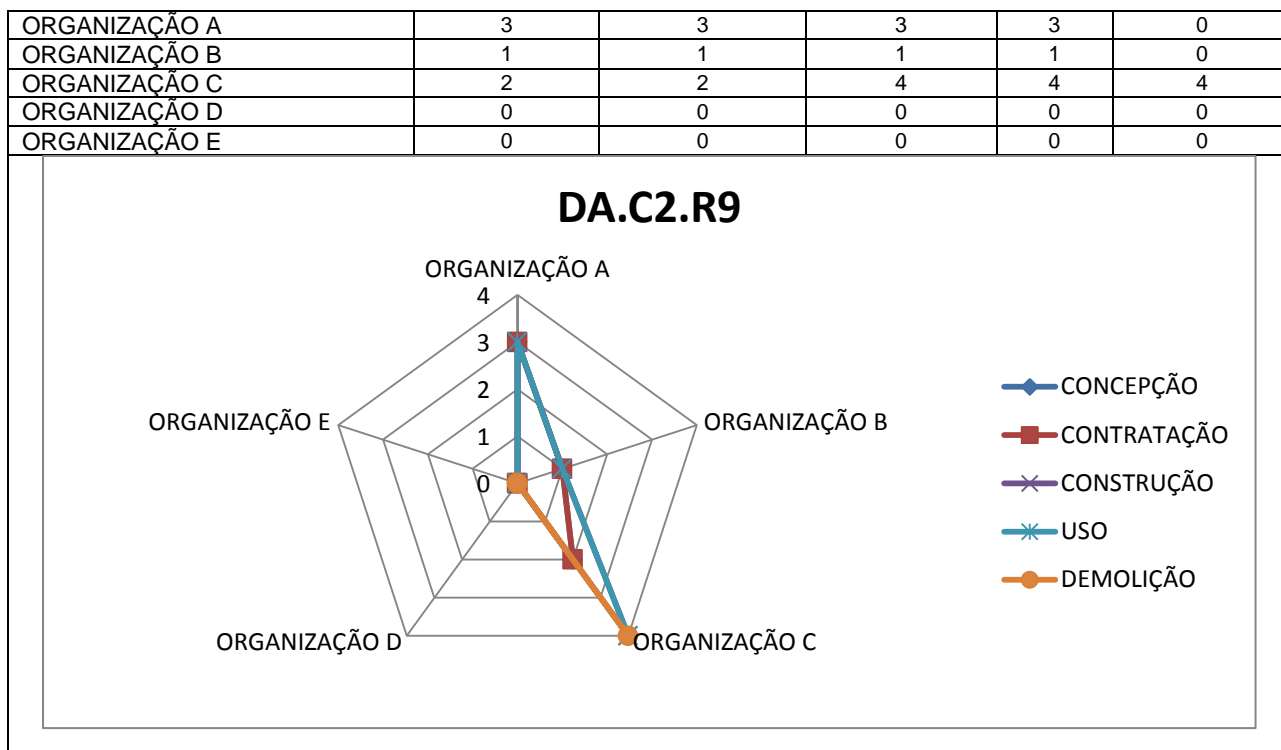 ORGANIZAÇÃO A 3 3 3 3 0
ORGANIZAÇÃO B 1 1 1 1 0
ORGANIZAÇÃO C 2 2 4 4 4
ORGANIZAÇÃO D 0 0 0 0 0
ORGANIZAÇÃO E 0 0 0 0 0
DA.C2.R9
ORGANIZAÇÃO A
4
3
2
1
0
ORGANIZAÇÃO B
ORGANIZAÇÃO C
ORGANIZAÇÃO D
ORGANIZAÇÃO E
CONCEPÇÃO
CONTRATAÇÃO
CONSTRUÇÃO
USO
DEMOLIÇÃO